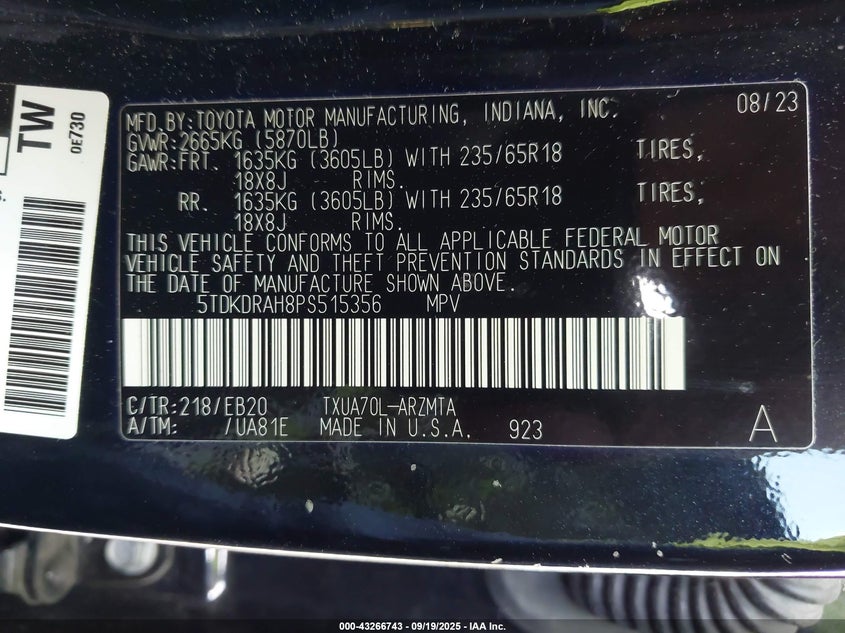 TW
0E730
S.
MFD.BY:TOYOTA MOTOR MANUFACTURING, INDIANA, INC. 08/23
GVWR:2665KG (5870LB)
GAWR:FRT. 1635KG (3605LB) WITH 235/65R18 TIRES,
18X8J RIMS.
RR. 1635KG (3605LB) WITH 235/65R18 TIRES,
18X8J RIMS.
THIS VEHICLE CONFORMS TO ALL APPLICABLE FEDERAL MOTOR
VEHICLE SAFETY AND THEFT PREVENTION STANDARDS IN EFFECT ON
THE DATE OF MANUFACTURE SHOWN ABOVE.
5TDKDRAH8PS515356 MPV
C/TR:218/EB20 TXUA70L-ARZMTA
A/TM: /UA81E MADE IN U.S.A. 923 A
000-43266743 - 09/19/2025 - IAA Inc.